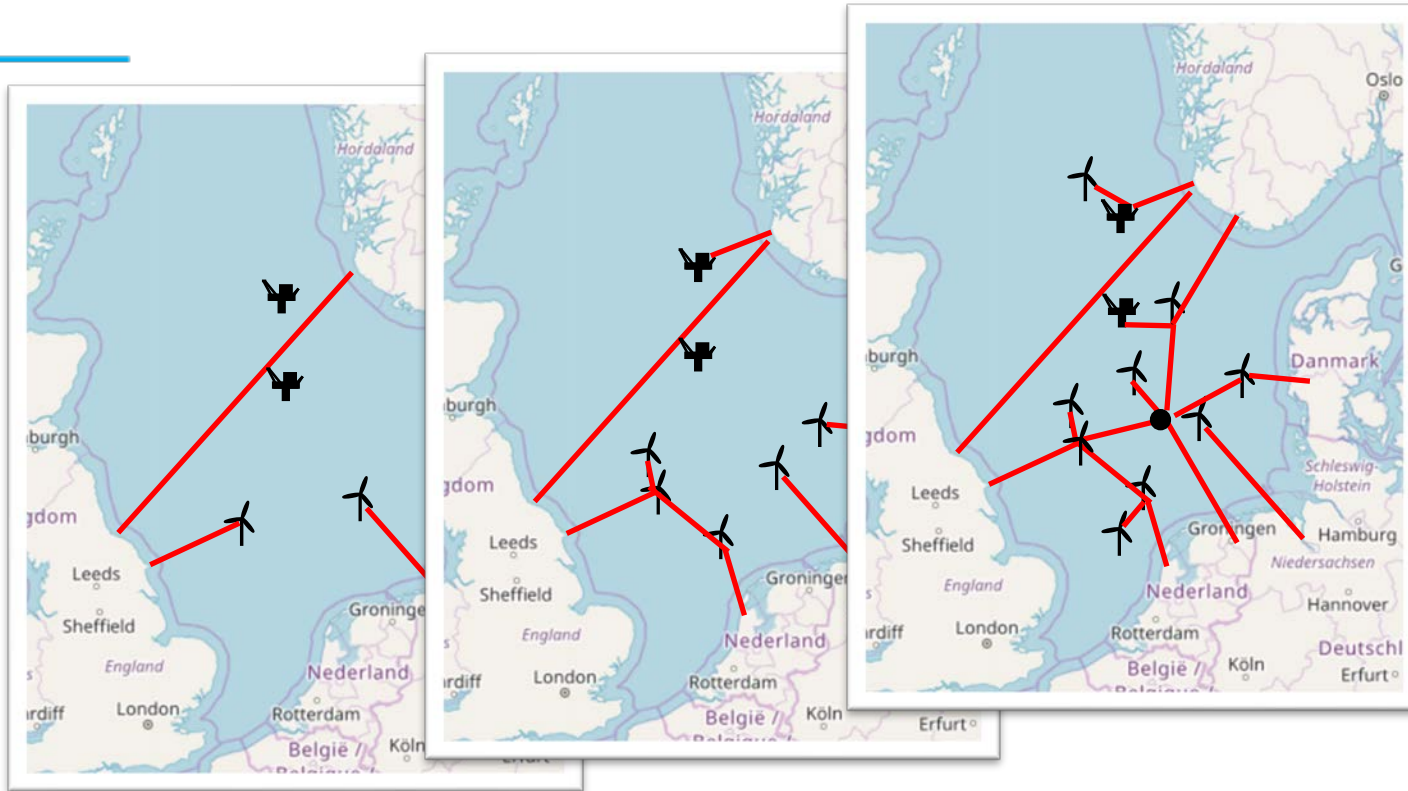 Hordaland
burgh
gdom
Leeds
Sheffield
England
rdiff
London
Groninge
Nederland
Rotterdam
België /
Köln
Hordaland
burgh
gdom
Leeds
Sheffield
England
s
rdiff
London
Groningen
Nederland
Rotterdam
België /
Köln
Erfurt
Hordaland
Oslo
G
burgh
gdom
Leeds
Sheffield
England
s
rdiff
London
Danmark
Schleswig-
Holstein
Groningen
Hamburg
Niedersachsen
Nederland
Hannover
Rotterdam
Deutschl
België /
Köln
Erfurt